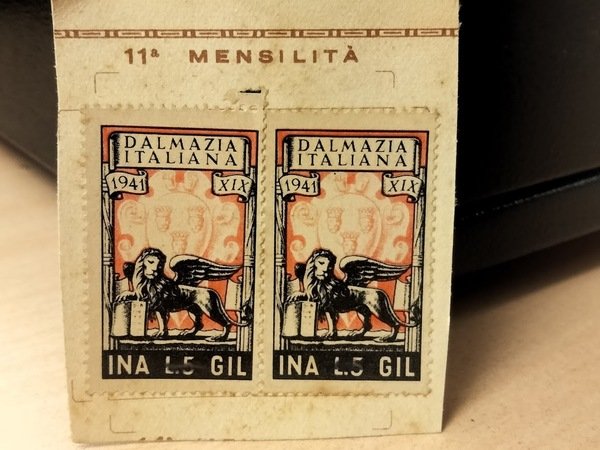 11ª MENSILITÀ
DALMAZIA
ITALIANA
1941 XIX
INA L.5 GIL
DALMAZIA
ITALIANA
1941 XIX
INA L.5 GIL